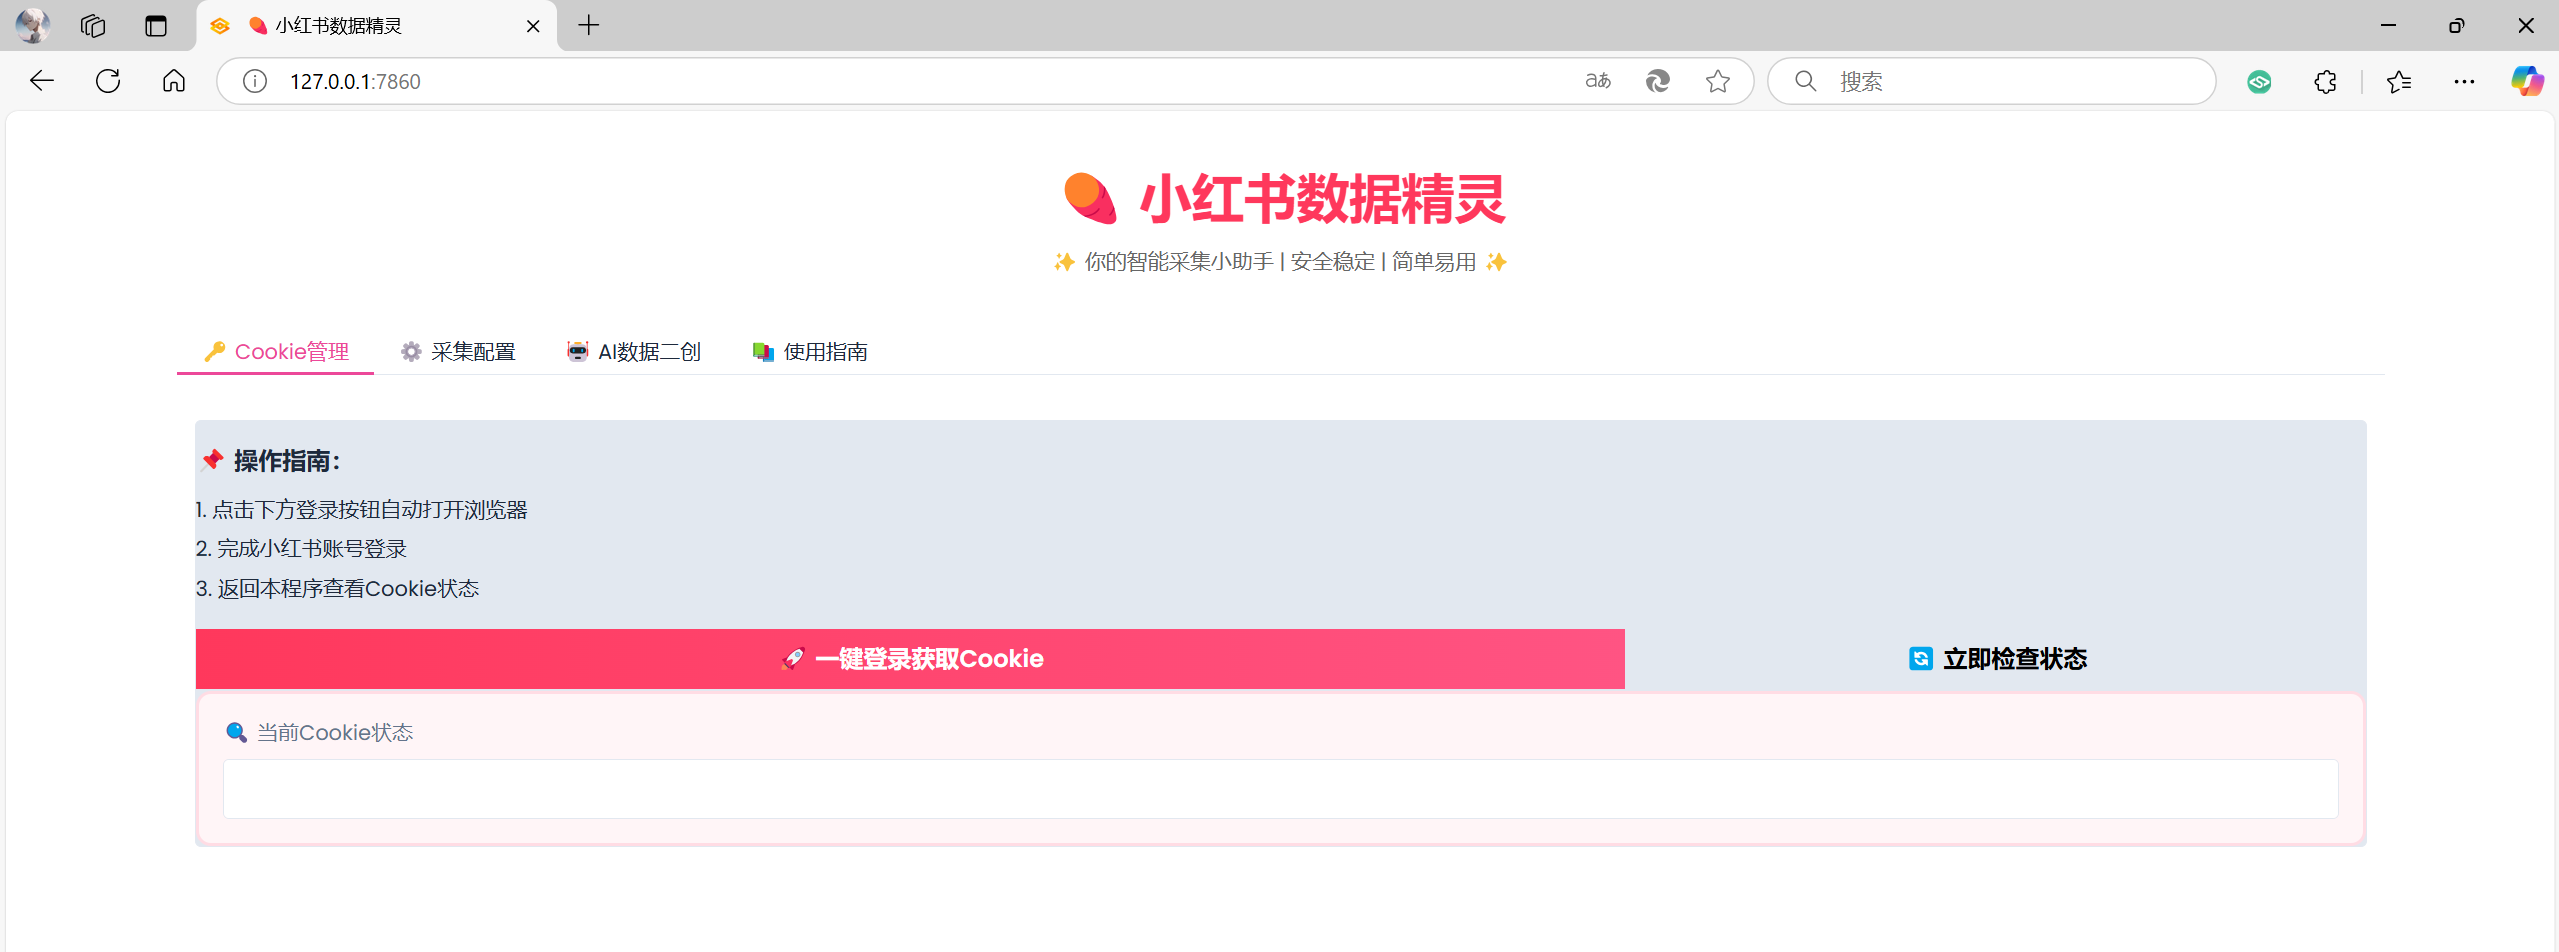 小红书数据精灵
127.0.0.1:7860
aあ
搜索
小红书数据精灵
✨ 你的智能采集小助手 | 安全稳定 | 简单易用 ✨
🔑 Cookie管理
⚙️ 采集配置
🤖 AI数据二创
📚 使用指南
📌 操作指南：
1. 点击下方登录按钮自动打开浏览器
2. 完成小红书账号登录
3. 返回本程序查看Cookie状态
🚀 一键登录获取Cookie
🔄 立即检查状态
🔍 当前Cookie状态